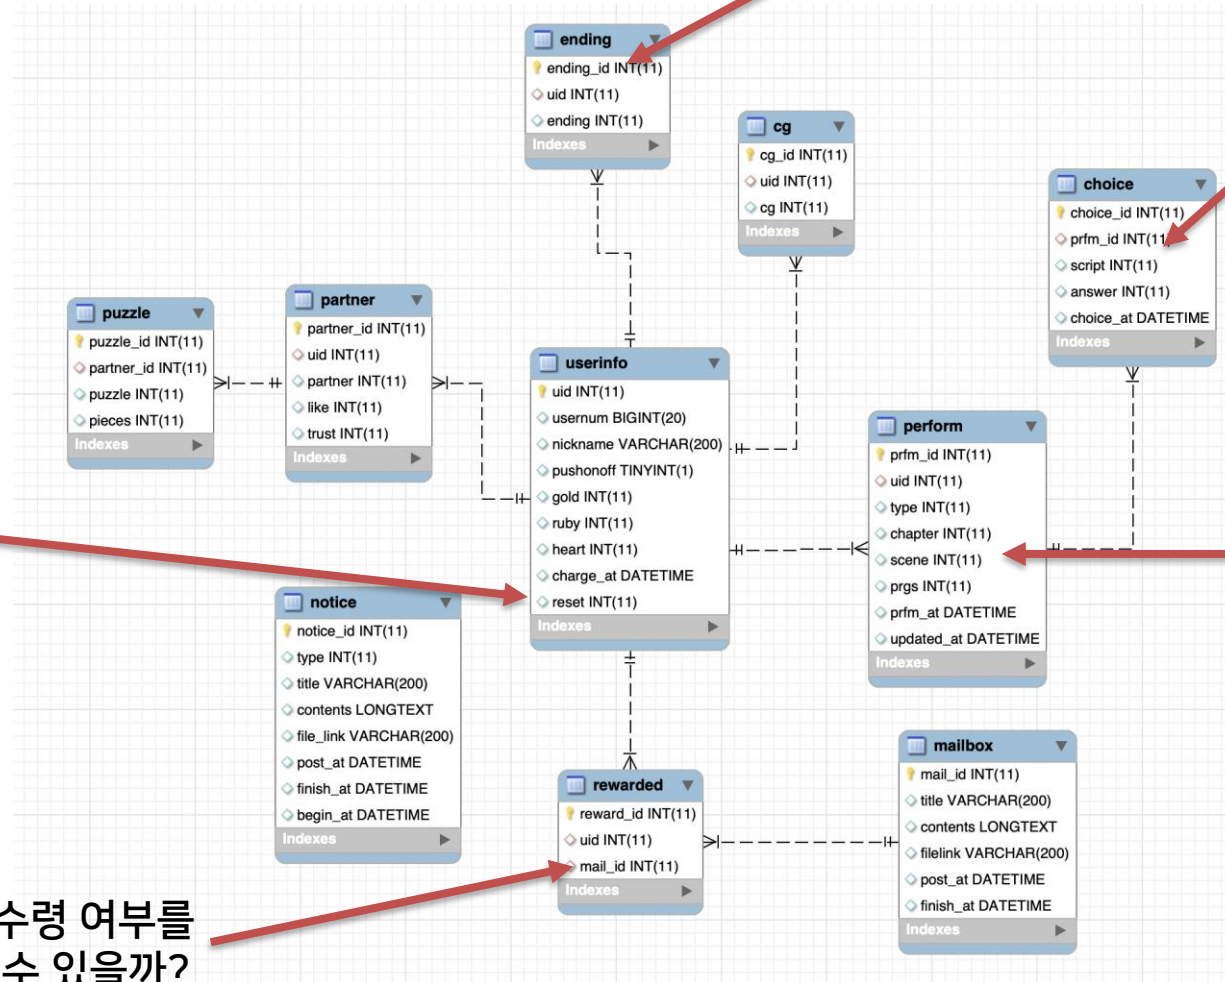 ending
ending_id INT(11)
uid INT(11)
ending INT(11)
Indexes
cg
cg_id INT(11)
uid INT(11)
cg INT(11)
Indexes
choice
choice_id INT(11)
prfm_id INT(11)
script INT(11)
answer INT(11)
choice_at DATETIME
Indexes
puzzle
puzzle_id INT(11)
partner_id INT(11)
puzzle INT(11)
pieces INT(11)
Indexes
partner
partner_id INT(11)
uid INT(11)
partner INT(11)
like INT(11)
trust INT(11)
Indexes
userinfo
uid INT(11)
usernum BIGINT(20)
nickname VARCHAR(200)
pushonoff TINYINT(1)
gold INT(11)
ruby INT(11)
heart INT(11)
charge_at DATETIME
reset INT(11)
Indexes
perform
prfm_id INT(11)
uid INT(11)
type INT(11)
chapter INT(11)
scene INT(11)
prgs INT(11)
prfm_at DATETIME
updated_at DATETIME
Indexes
notice
notice_id INT(11)
type INT(11)
title VARCHAR(200)
contents LONGTEXT
file_link VARCHAR(200)
post_at DATETIME
finish_at DATETIME
begin_at DATETIME
Indexes
rewarded
reward_id INT(11)
uid INT(11)
mail_id INT(11)
Indexes
mailbox
mail_id INT(11)
title VARCHAR(200)
contents LONGTEXT
filelink VARCHAR(200)
post_at DATETIME
finish_at DATETIME
Indexes
수령 여부를
수 있을까?